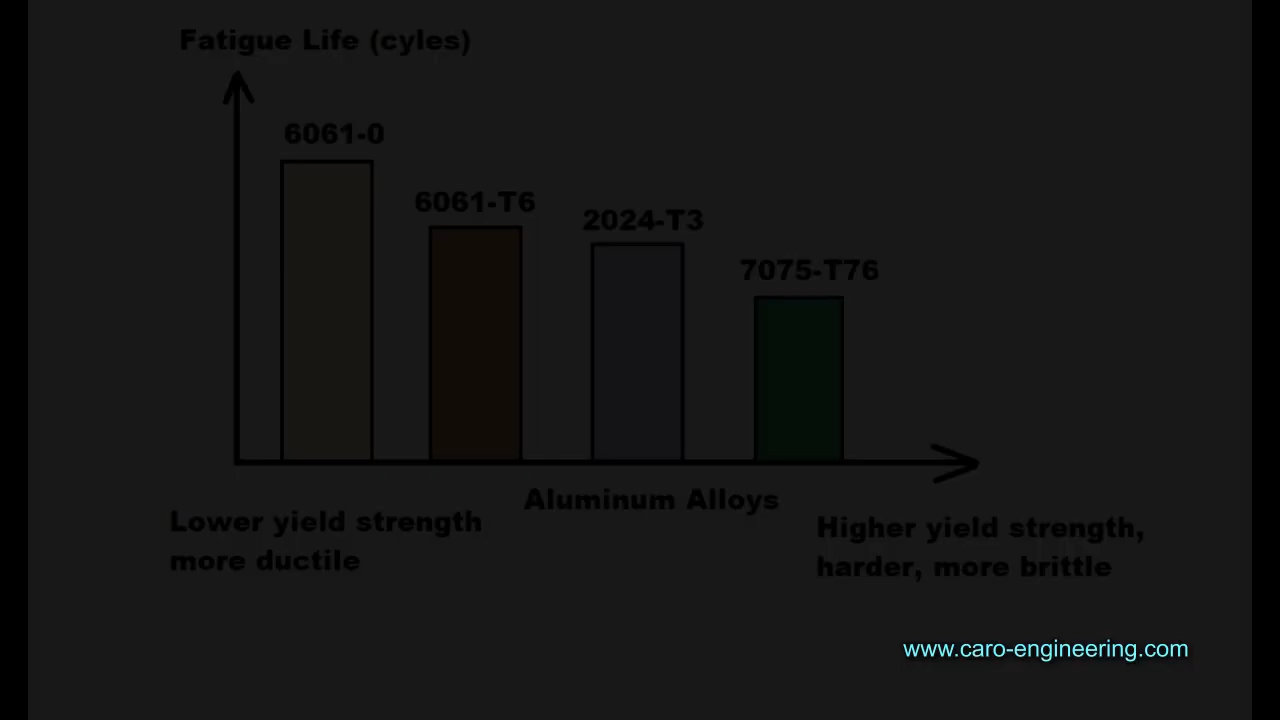 Fatigue Life (cyles)
6061-0
6061-T6
2024-T3
7075-T76
Aluminum Alloys
Lower yield strength
more ductile
Higher yield strength,
harder, more brittle
www.caro-engineering.com